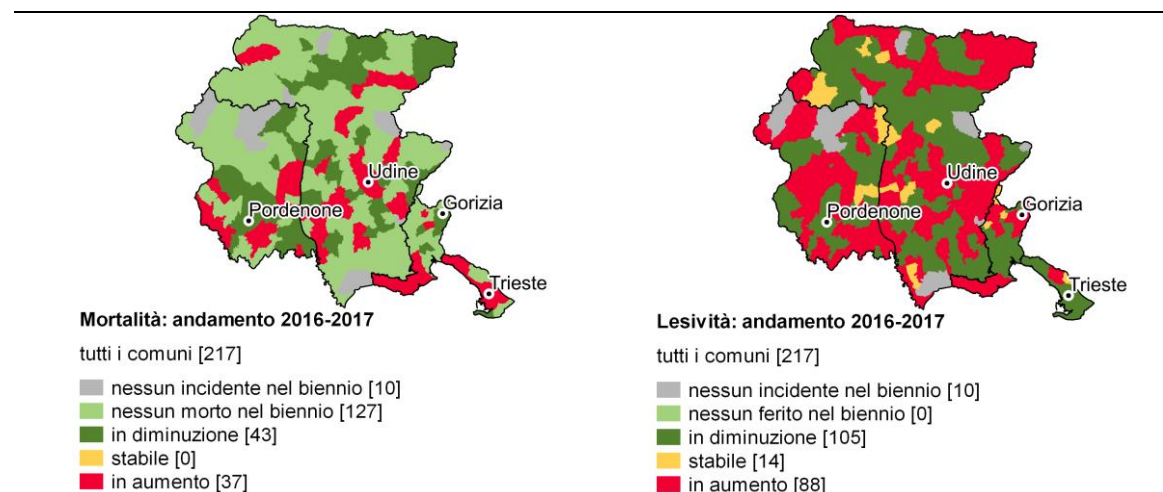 Udine
Pordenone
Gorizia
Trieste
Mortalità: andamento 2016-2017
tutti i comuni [217]
nessun incidente nel biennio [10]
nessun morto nel biennio [127]
in diminuzione [43]
stabile [0]
in aumento [37]
Udine
Pordenone
Gorizia
Trieste
Lesività: andamento 2016-2017
tutti i comuni [217]
nessun incidente nel biennio [10]
nessun ferito nel biennio [0]
in diminuzione [105]
stabile [14]
in aumento [88]